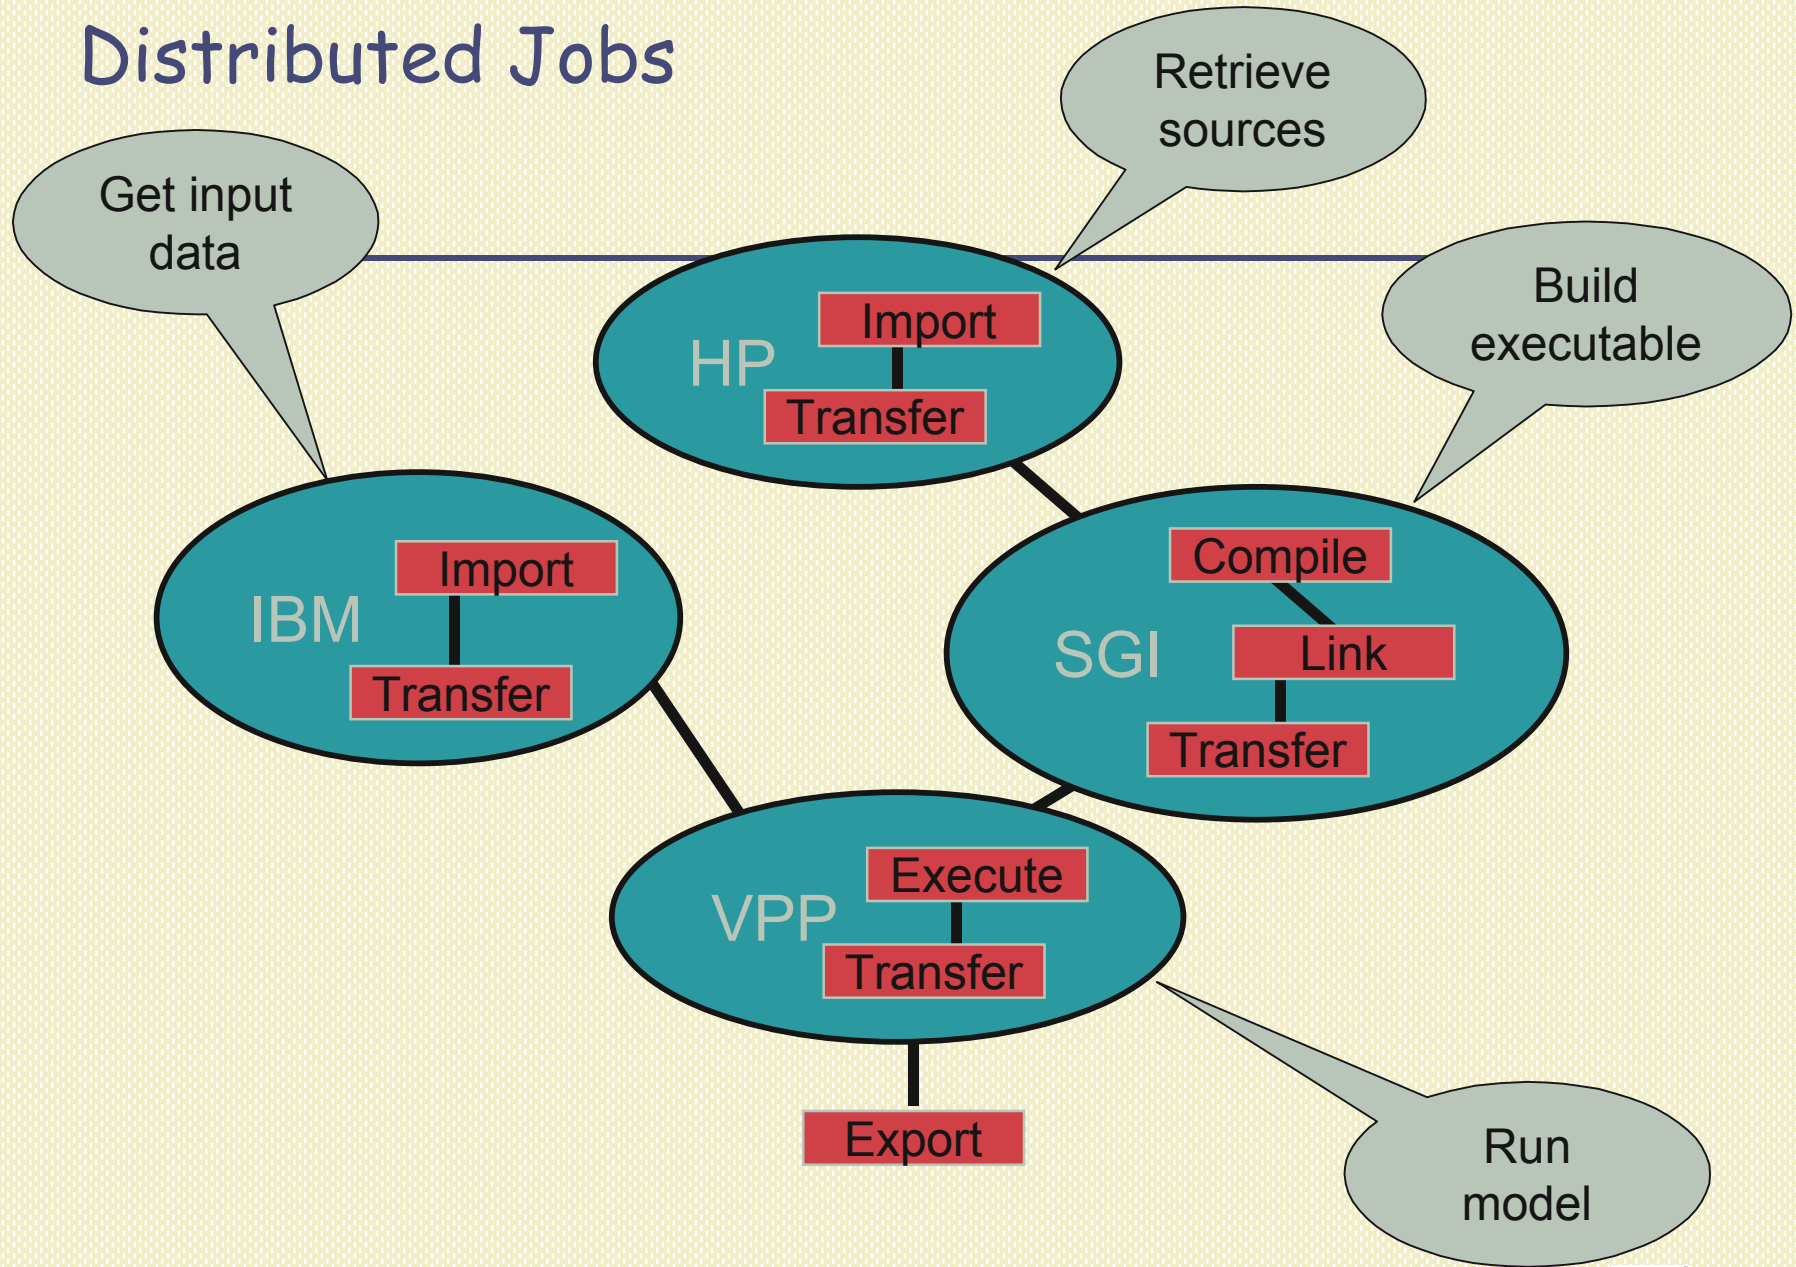 Distributed Jobs
Retrieve
sources
Get input
data
Build
executable
HP
Import
Transfer
IBM
Import
Transfer
SGI
Compile
Link
Transfer
VPP
Execute
Transfer
Export
Run
model